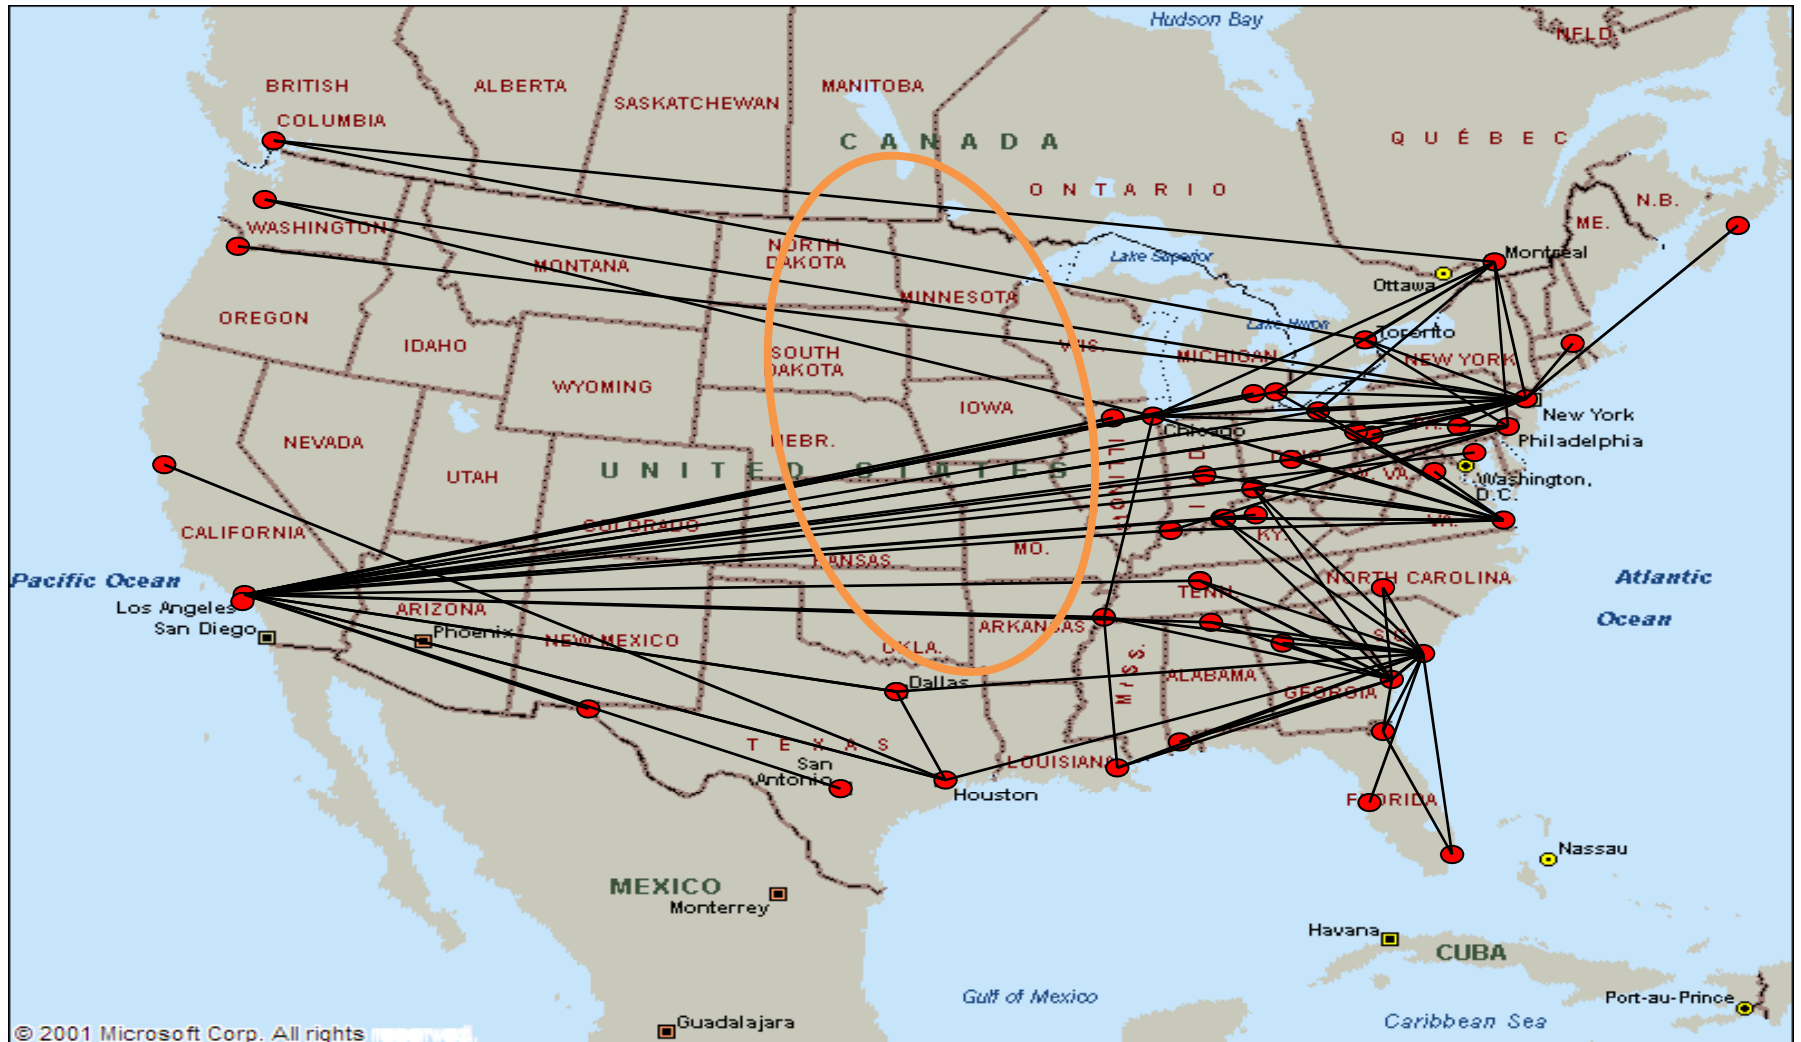 Hudson Bay
NFLD.
BRITISH
COLUMBIA
ALBERTA
SASKATCHEWAN
MANITOBA
CANADA
ONTARIO
QUÉBEC
N.B.
ME.
WASHINGTON
MONTANA
NORTH
DAKOTA
MINNESOTA
Lake Superior
Montreal
Ottawa
OREGON
IDAHO
SOUTH
DAKOTA
WIS.
MICHIGAN
Lake Huron
Toronto
NEW YORK
WYOMING
IOWA
Chicago
New York
Philadelphia
NEVADA
UTAH
NEBR.
UNITED STATES
ILLINOIS
W. VA.
Washington,
D.C.
CALIFORNIA
COLORADO
KANSAS
MO.
KY.
VA.
Pacific Ocean
Los Angeles
San Diego
ARIZONA
Phoenix
NEW MEXICO
OKLA.
ARKANSAS
TENN.
NORTH CAROLINA
S.C.
Atlantic
Ocean
Dallas
MISS.
ALABAMA
GEORGIA
TEXAS
San
Antonio
Houston
LOUISIANA
FLORIDA
Nassau
MEXICO
Monterrey
Havana
CUBA
Gulf of Mexico
Port-au-Prince
Caribbean Sea
Guadalajara
© 2001 Microsoft Corp. All rights reserved.